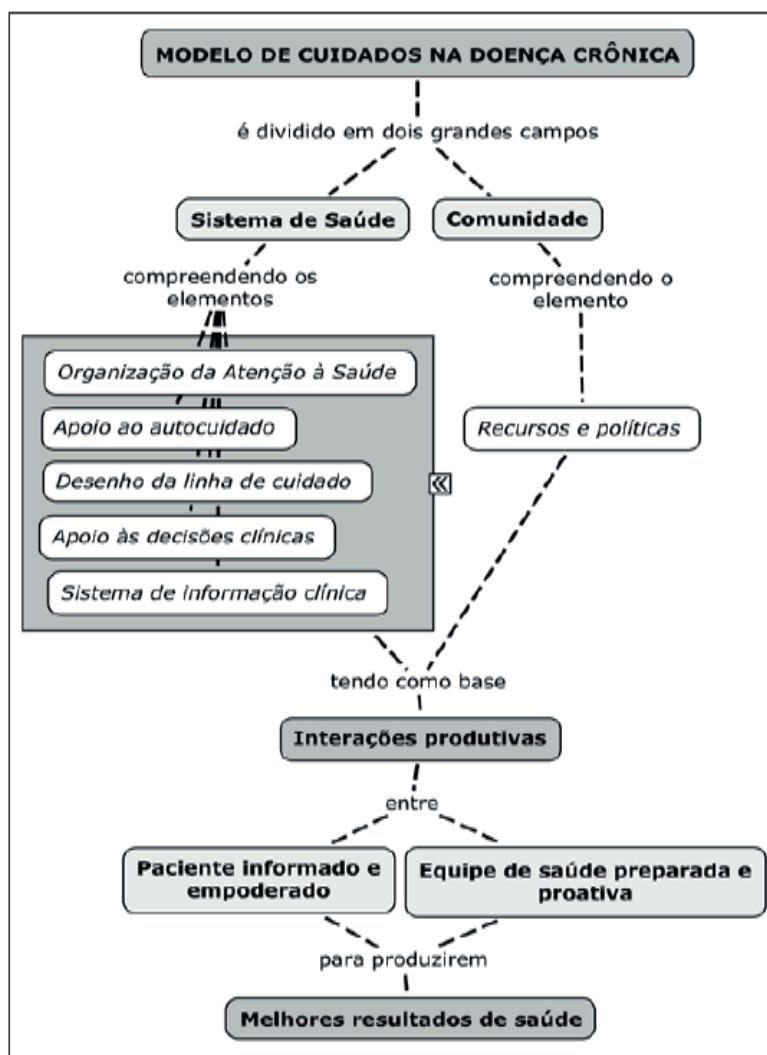 MODELO DE CUIDADOS NA DOENÇA CRÔNICA
é dividido em dois grandes campos
Sistema de Saúde
Comunidade
compreendendo os
elementos
compreendendo o
elemento
Organização da Atenção à Saúde
Apoio ao autocuidado
Desenho da linha de cuidado
Apoio às decisões clínicas
Sistema de informação clínica
Recursos e políticas
tendo como base
Interações produtivas
entre
Paciente informado e
empoderado
Equipe de saúde preparada e
proativa
para produzirem
Melhores resultados de saúde